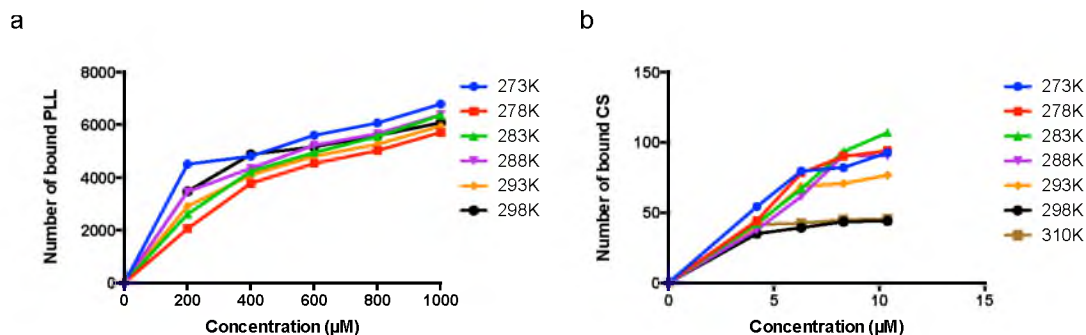 a
Number of bound PLL
8000
6000
4000
2000
0
0 200 400 600 800 1000
Concentration (µM)
273K
278K
283K
288K
293K
298K
b
Number of bound CS
150
100
50
0
0 5 10 15
Concentration (µM)
273K
278K
283K
288K
293K
298K
310K